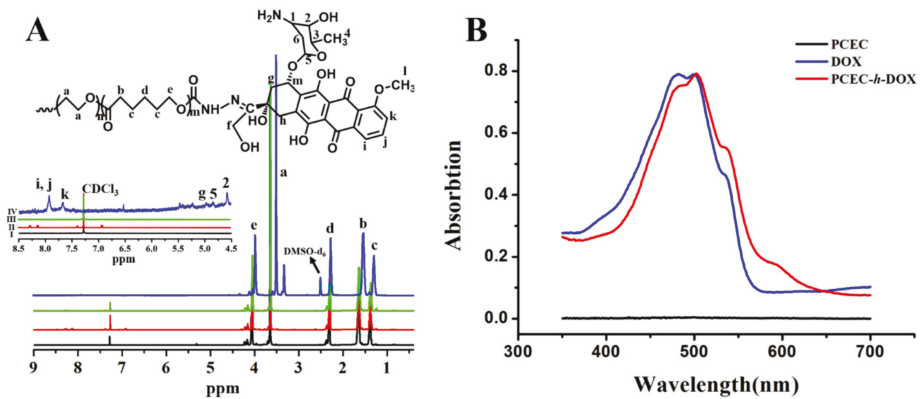 A
H₂N 1 2 OH
3 CH₃ 4
6
5
O
O
g m
OH O O l
CH₃
a O b d e O
a O c c m NH N
HO h k
f
OH
OH O i j
i, j
k
CDCl₃
g 5 2
IV
III
II
I
8.5 8.0 7.5 7.0 6.5 6.0 5.5 5.0 4.5
ppm
a
e
DMSO-d₆
d
b
c
9 8 7 6 5 4 3 2 1
ppm
B
PCEC
DOX
PCEC-h-DOX
0.8
0.6
0.4
0.2
0.0
Absorbtion
300 400 500 600 700
Wavelength(nm)